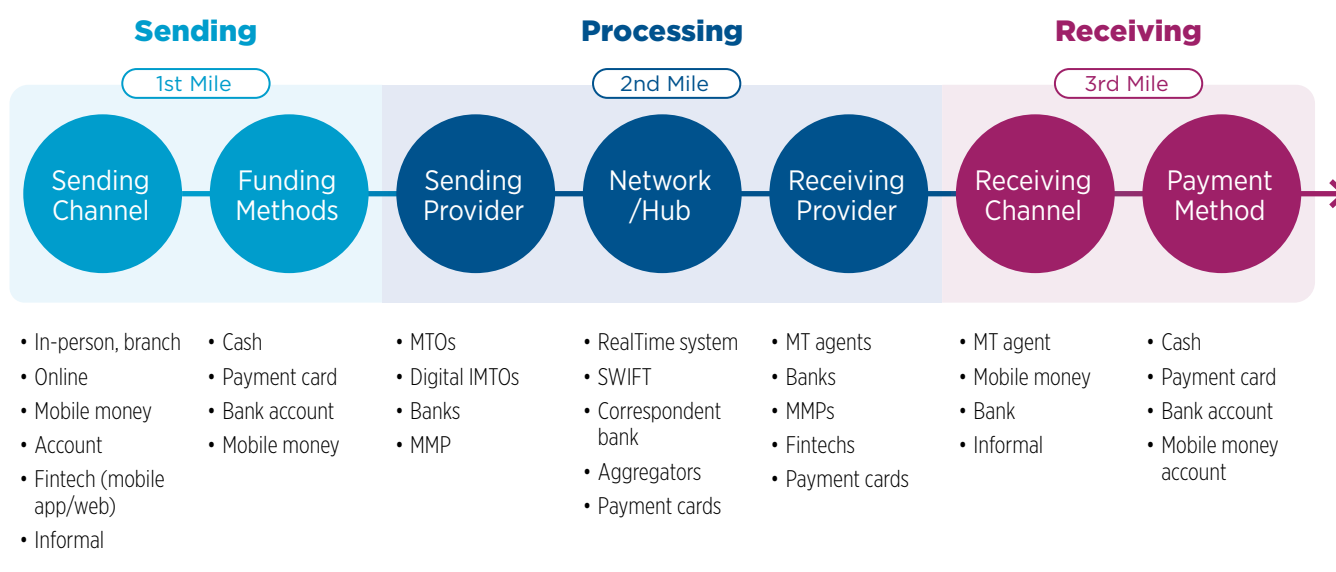 Sending
Processing
Receiving
1st Mile
2nd Mile
3rd Mile
Sending
Channel
Funding
Methods
Sending
Provider
Network
/Hub
Receiving
Provider
Receiving
Channel
Payment
Method
• In-person, branch
• Online
• Mobile money
• Account
• Fintech (mobile
app/web)
• Informal
• Cash
• Payment card
• Bank account
• Mobile money
• MTOs
• Digital IMTOs
• Banks
• MMP
• RealTime system
• SWIFT
• Correspondent
bank
• Aggregators
• Payment cards
• MT agents
• Banks
• MMPs
• Fintechs
• Payment cards
• MT agent
• Mobile money
• Bank
• Informal
• Cash
• Payment card
• Bank account
• Mobile money
account